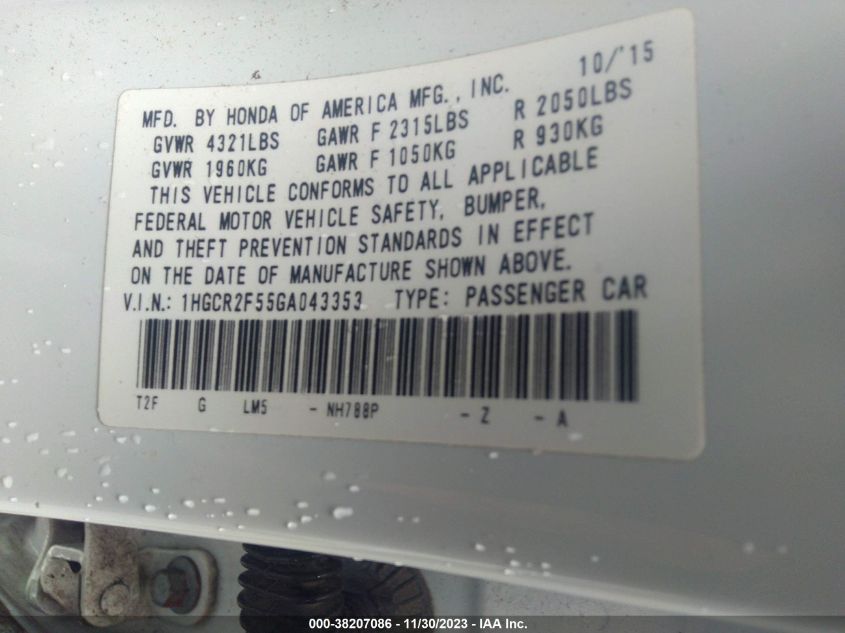 10/'15
MFD. BY HONDA OF AMERICA MFG., INC.
GVWR 4321LBS GAWR F 2315LBS R 2050LBS
GVWR 1960KG GAWR F 1050KG R 930KG
THIS VEHICLE CONFORMS TO ALL APPLICABLE
FEDERAL MOTOR VEHICLE SAFETY, BUMPER,
AND THEFT PREVENTION STANDARDS IN EFFECT
ON THE DATE OF MANUFACTURE SHOWN ABOVE.
V.I.N.: 1HGCR2F55GA043353 TYPE: PASSENGER CAR
T2F G LM5 - NH788P - Z - A
000-38207086 - 11/30/2023 - IAA Inc.